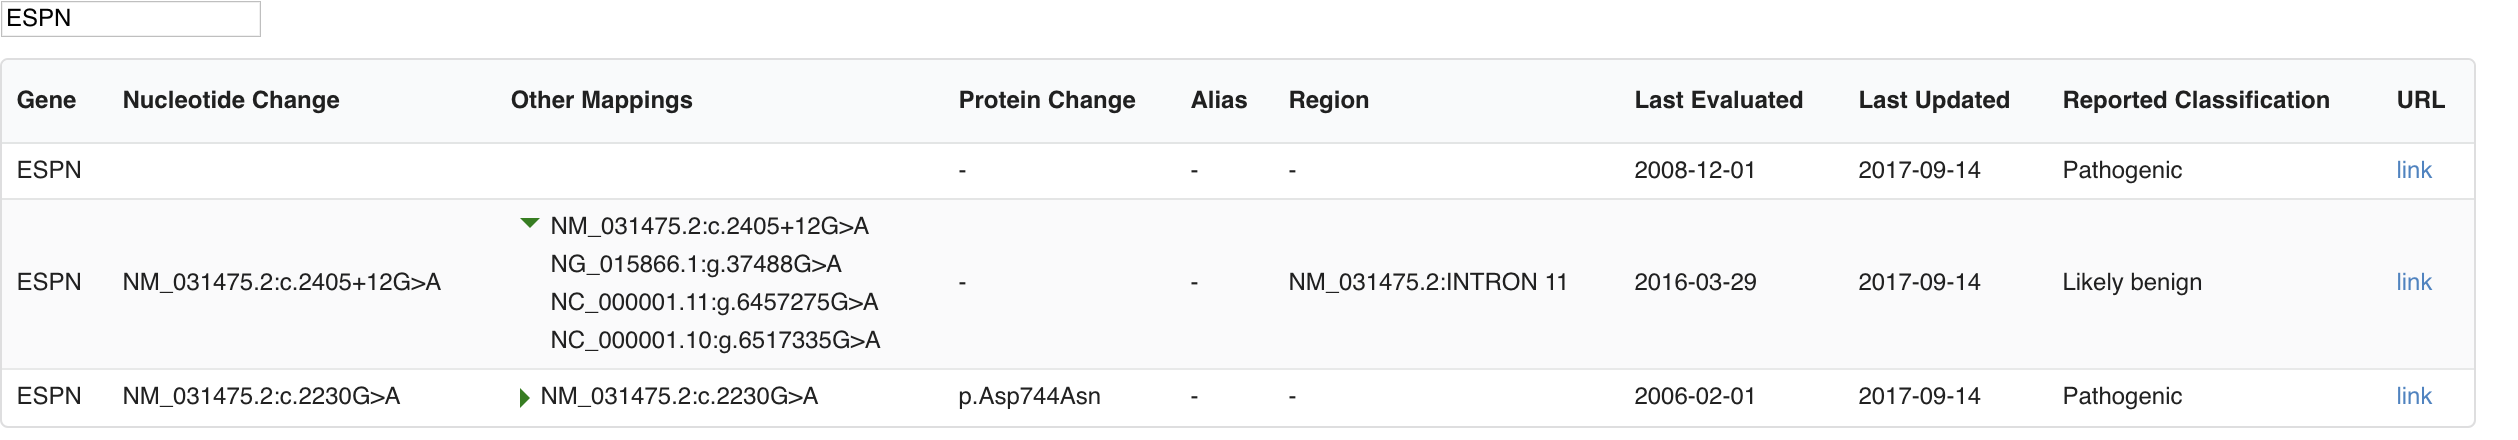 ESPN
Gene Nucleotide Change Other Mappings Protein Change Alias Region Last Evaluated Last Updated Reported Classification URL
ESPN - - - 2008-12-01 2017-09-14 Pathogenic link
NM_031475.2:c.2405+12G>A
NG_015866.1:g.37488G>A
ESPN NM_031475.2:c.2405+12G>A - - NM_031475.2:INTRON 11 2016-03-29 2017-09-14 Likely benign link
NC_000001.11:g.6457275G>A
NC_000001.10:g.6517335G>A
ESPN NM_031475.2:c.2230G>A NM_031475.2:c.2230G>A p.Asp744Asn - - 2006-02-01 2017-09-14 Pathogenic link